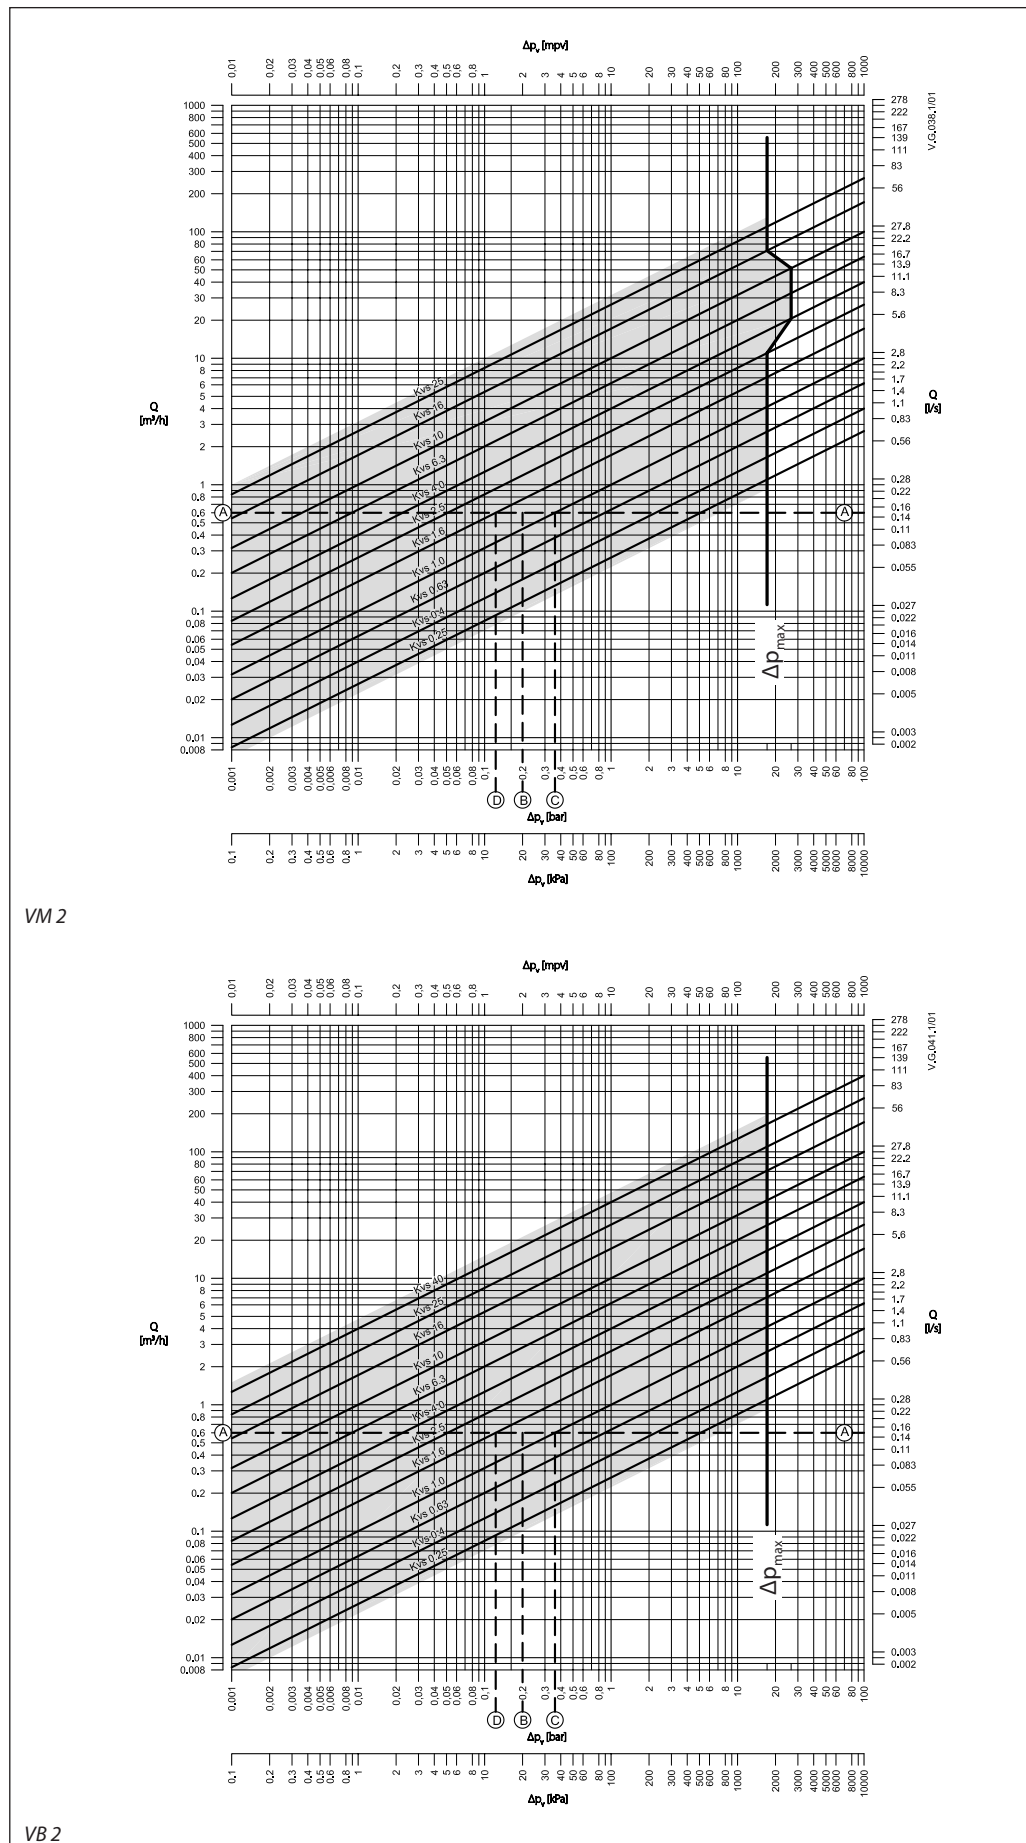 Δpv [mpv]
0.01 0.02 0.03 0.04 0.05 0.06 0.08 0.1 0.2 0.3 0.4 0.5 0.6 0.8 1 2 3 4 5 6 8 10 20 30 40 50 60 80 100 200 300 400 500 600 800 1000
V.G.038.1/01
1000
800
600
500
400
300
200
100
80
60
50
40
30
20
10
8
6
5
4
3
2
1
0.8
0.6
0.5
0.4
0.3
0.2
0.1
0.08
0.06
0.05
0.04
0.03
0.02
0.01
0.008
Q
[m³/h]
A
Kvs 25
Kvs 16
Kvs 10
Kvs 6.3
Kvs 4.0
Kvs 2.5
Kvs 1.6
Kvs 1.0
Kvs 0.63
Kvs 0.4
Kvs 0.25
A
Δpmax
278
222
167
139
111
83
56
27.8
22.2
16.7
13.9
11.1
8.3
5.6
2.8
2.2
1.7
1.4
1.1
0.83
0.56
0.28
0.22
0.16
0.14
0.11
0.083
0.055
0.027
0.022
0.016
0.014
0.011
0.008
0.005
0.003
0.002
Q
[l/s]
0.001 0.002 0.003 0.004 0.005 0.006 0.008 0.01 0.02 0.03 0.04 0.05 0.06 0.08 0.1 0.2 0.3 0.4 0.5 0.6 0.8 1 2 3 4 5 6 8 10 20 30 40 50 60 80 100
D B C
Δpv [bar]
0.1 0.2 0.3 0.4 0.5 0.6 0.8 1 2 3 4 5 6 8 10 20 30 40 50 60 80 100 200 300 400 500 600 800 1000 2000 3000 4000 5000 6000 8000 10000
Δpv [kPa]
VM 2
Δpv [mpv]
0.01 0.02 0.03 0.04 0.05 0.06 0.08 0.1 0.2 0.3 0.4 0.5 0.6 0.8 1 2 3 4 5 6 8 10 20 30 40 50 60 80 100 200 300 400 500 600 800 1000
V.G.041.1/01
1000
800
600
500
400
300
200
100
80
60
50
40
30
20
10
8
6
5
4
3
2
1
0.8
0.6
0.5
0.4
0.3
0.2
0.1
0.08
0.06
0.05
0.04
0.03
0.02
0.01
0.008
Q
[m³/h]
A
Kvs 40
Kvs 25
Kvs 16
Kvs 10
Kvs 6.3
Kvs 4.0
Kvs 2.5
Kvs 1.6
Kvs 1.0
Kvs 0.63
Kvs 0.4
Kvs 0.25
A
Δpmax
278
222
167
139
111
83
56
27.8
22.2
16.7
13.9
11.1
8.3
5.6
2.8
2.2
1.7
1.4
1.1
0.83
0.56
0.28
0.22
0.16
0.14
0.11
0.083
0.055
0.027
0.022
0.016
0.014
0.011
0.008
0.005
0.003
0.002
Q
[l/s]
0.001 0.002 0.003 0.004 0.005 0.006 0.008 0.01 0.02 0.03 0.04 0.05 0.06 0.08 0.1 0.2 0.3 0.4 0.5 0.6 0.8 1 2 3 4 5 6 8 10 20 30 40 50 60 80 100
D B C
Δpv [bar]
0.1 0.2 0.3 0.4 0.5 0.6 0.8 1 2 3 4 5 6 8 10 20 30 40 50 60 80 100 200 300 400 500 600 800 1000 2000 3000 4000 5000 6000 8000 10000
Δpv [kPa]
VB 2